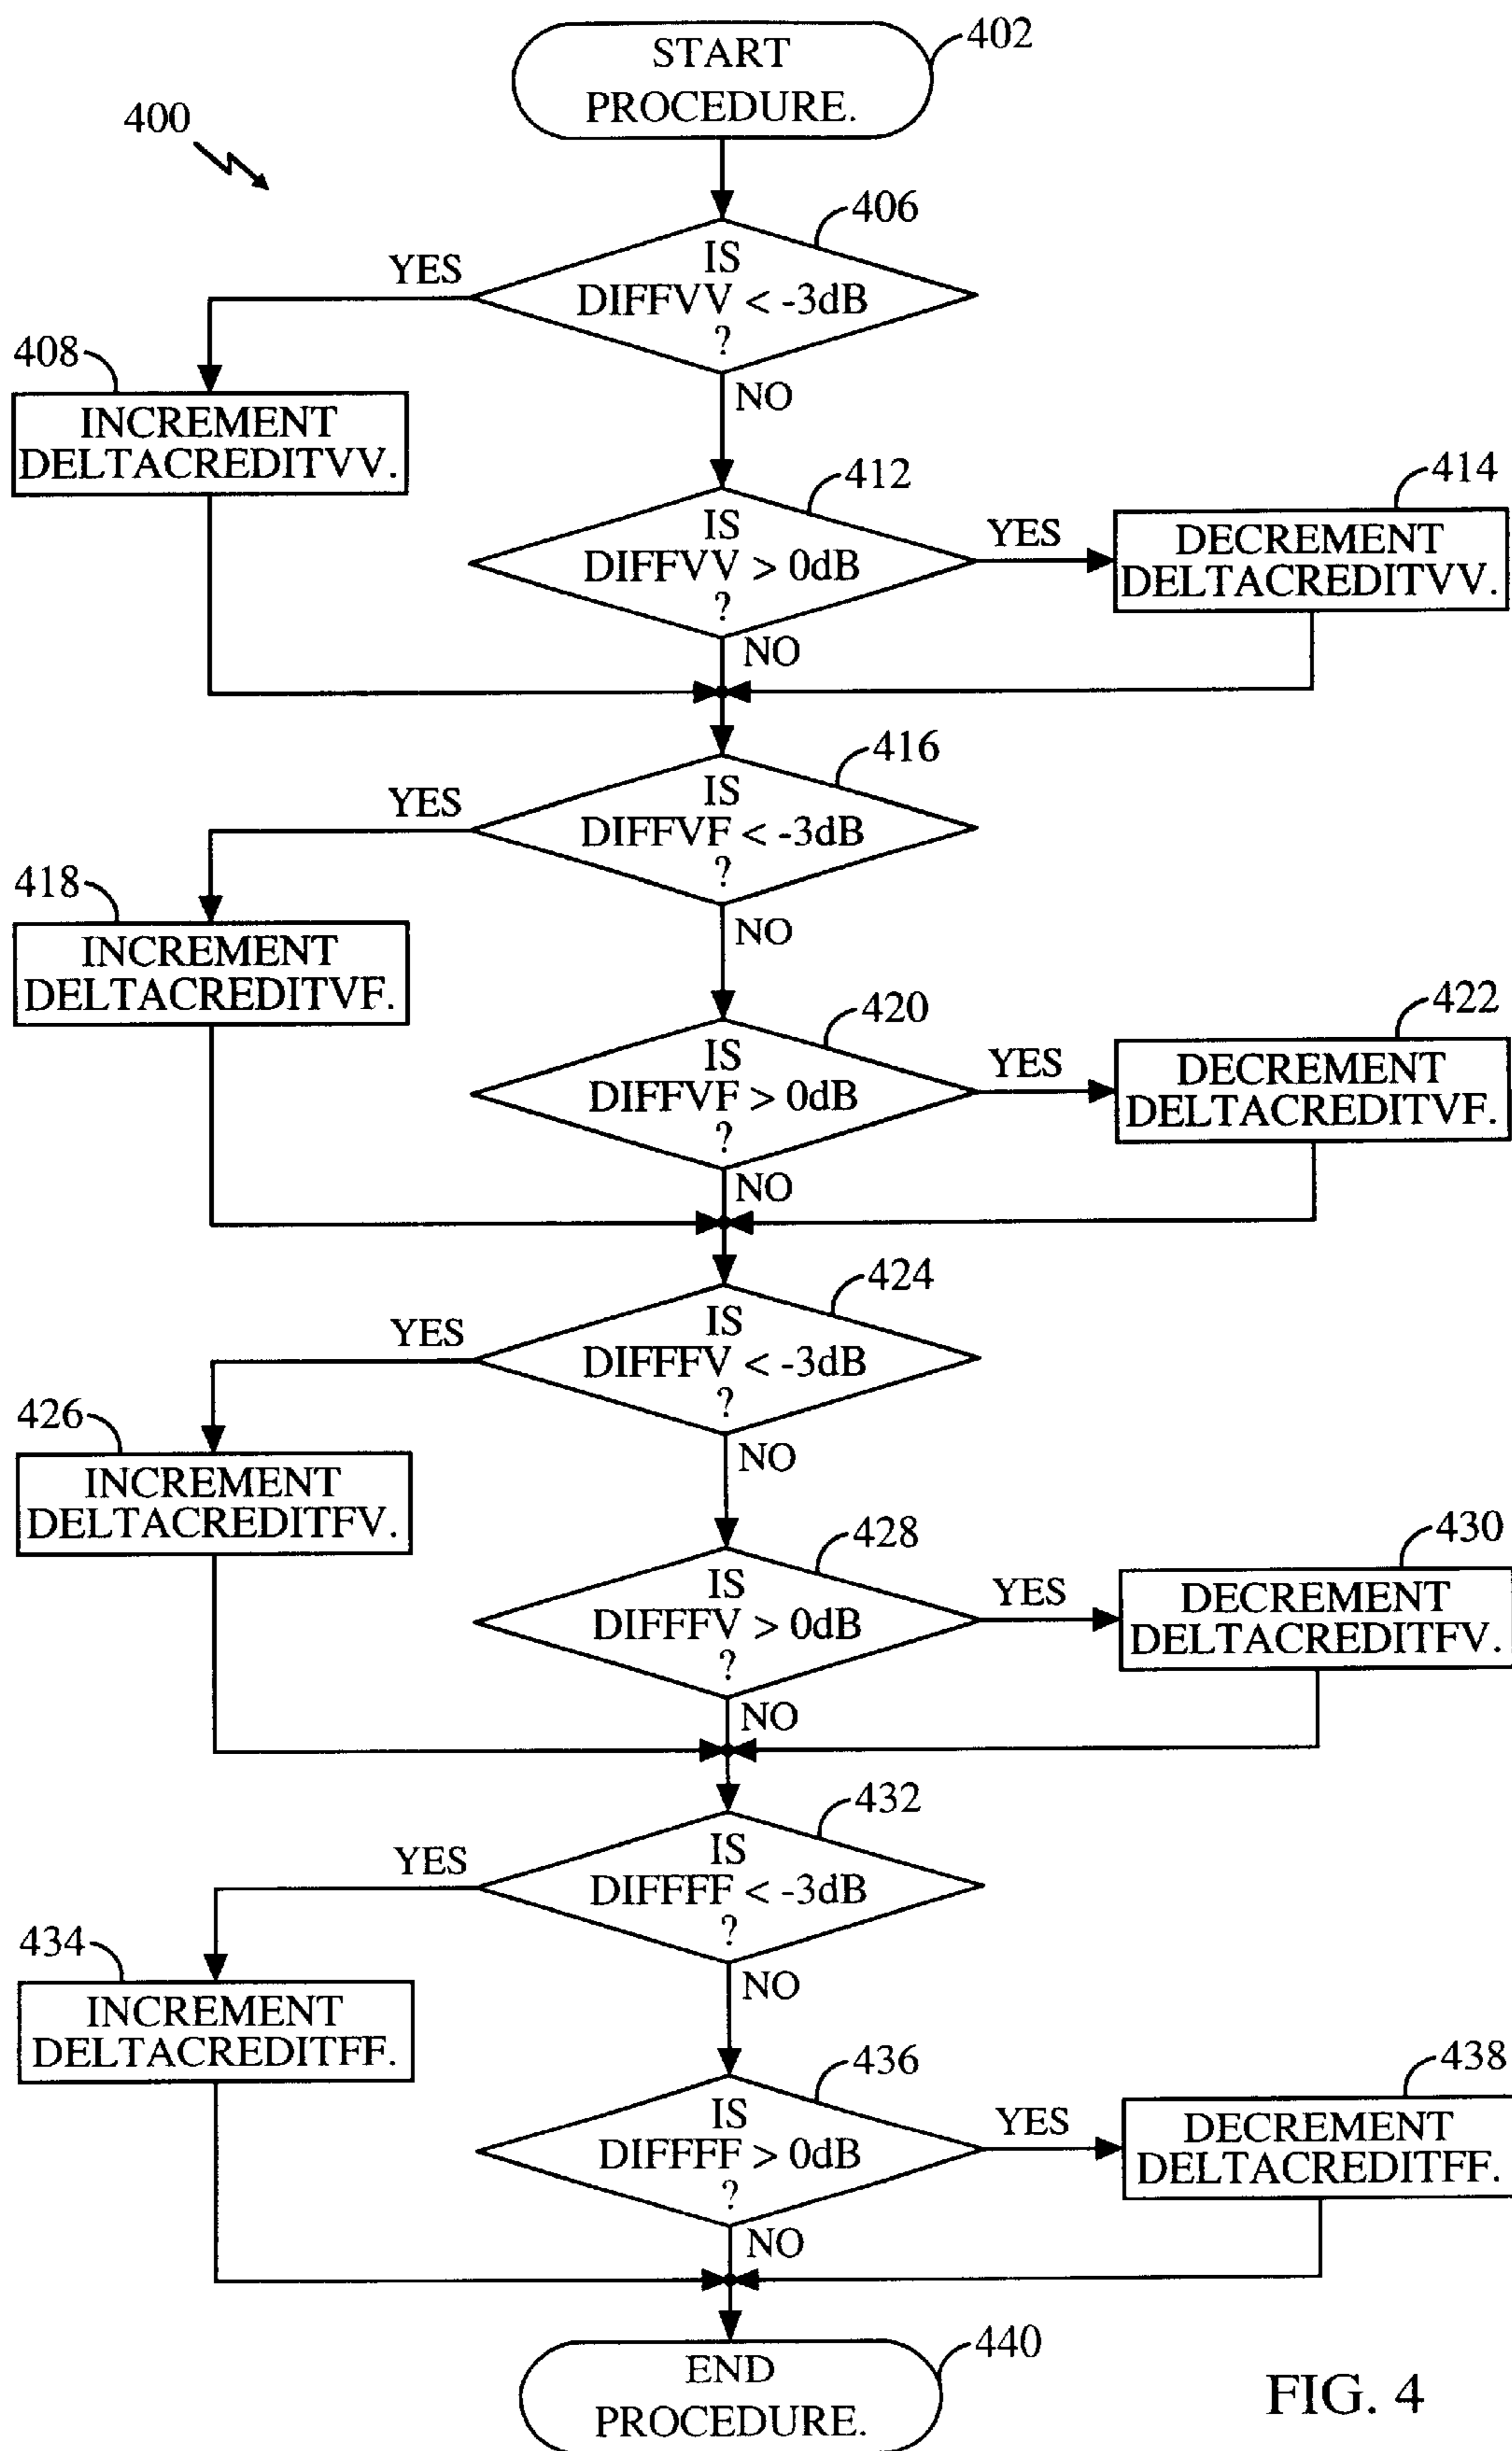 START
PROCEDURE.
402
400
406
IS
DIFFVV < -3dB
?
YES
NO
408
INCREMENT
DELTACREDITVV.
412
IS
DIFFVV > 0dB
?
YES
NO
414
DECREMENT
DELTACREDITVV.
416
IS
DIFFVF < -3dB
?
YES
NO
418
INCREMENT
DELTACREDITVF.
420
IS
DIFFVF > 0dB
?
YES
NO
422
DECREMENT
DELTACREDITVF.
424
IS
DIFFFV < -3dB
?
YES
NO
426
INCREMENT
DELTACREDITFV.
428
IS
DIFFFV > 0dB
?
YES
NO
430
DECREMENT
DELTACREDITFV.
432
IS
DIFFFF < -3dB
?
YES
NO
434
INCREMENT
DELTACREDITFF.
436
IS
DIFFFF > 0dB
?
YES
NO
438
DECREMENT
DELTACREDITFF.
440
END
PROCEDURE.
FIG. 4